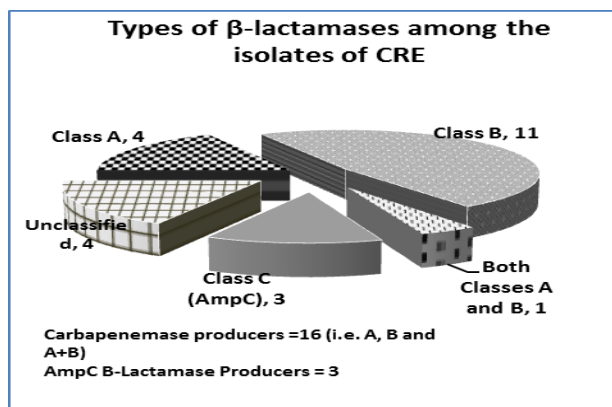 Types of β-lactamases among the
isolates of CRE
Class A, 4
Class B, 11
Unclassifie
d, 4
Class C
(AmpC), 3
Both
Classes A
and B, 1
Carbapenemase producers =16 (i.e. A, B and
A+B)
AmpC B-Lactamase Producers = 3